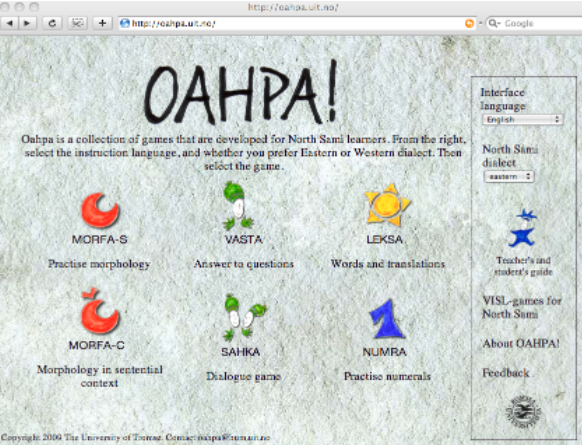 http://oahpa.uit.no/
http://oahpa.uit.no/
Google
OAHPA!
Oahpa is a collection of games that are developed for North Sami learners. From the right,
select the instruction language, and whether you prefer Eastern or Western dialect. Then
select the game.
MORFA-S
Practise morphology
VASTA
Answer to questions
LEKSA
Words and translations
MORFA-C
Morphology in sentential
context
SAHKA
Dialogue game
NUMRA
Practise numerals
Interface
language
English
North Sami
dialect
eastern
Teacher's and
student's guide
VISL-games for
North Sami
About OAHPA!
Feedback
Copyright 2009 The University of Tromsø. Contact:oahpa@hum.uit.no